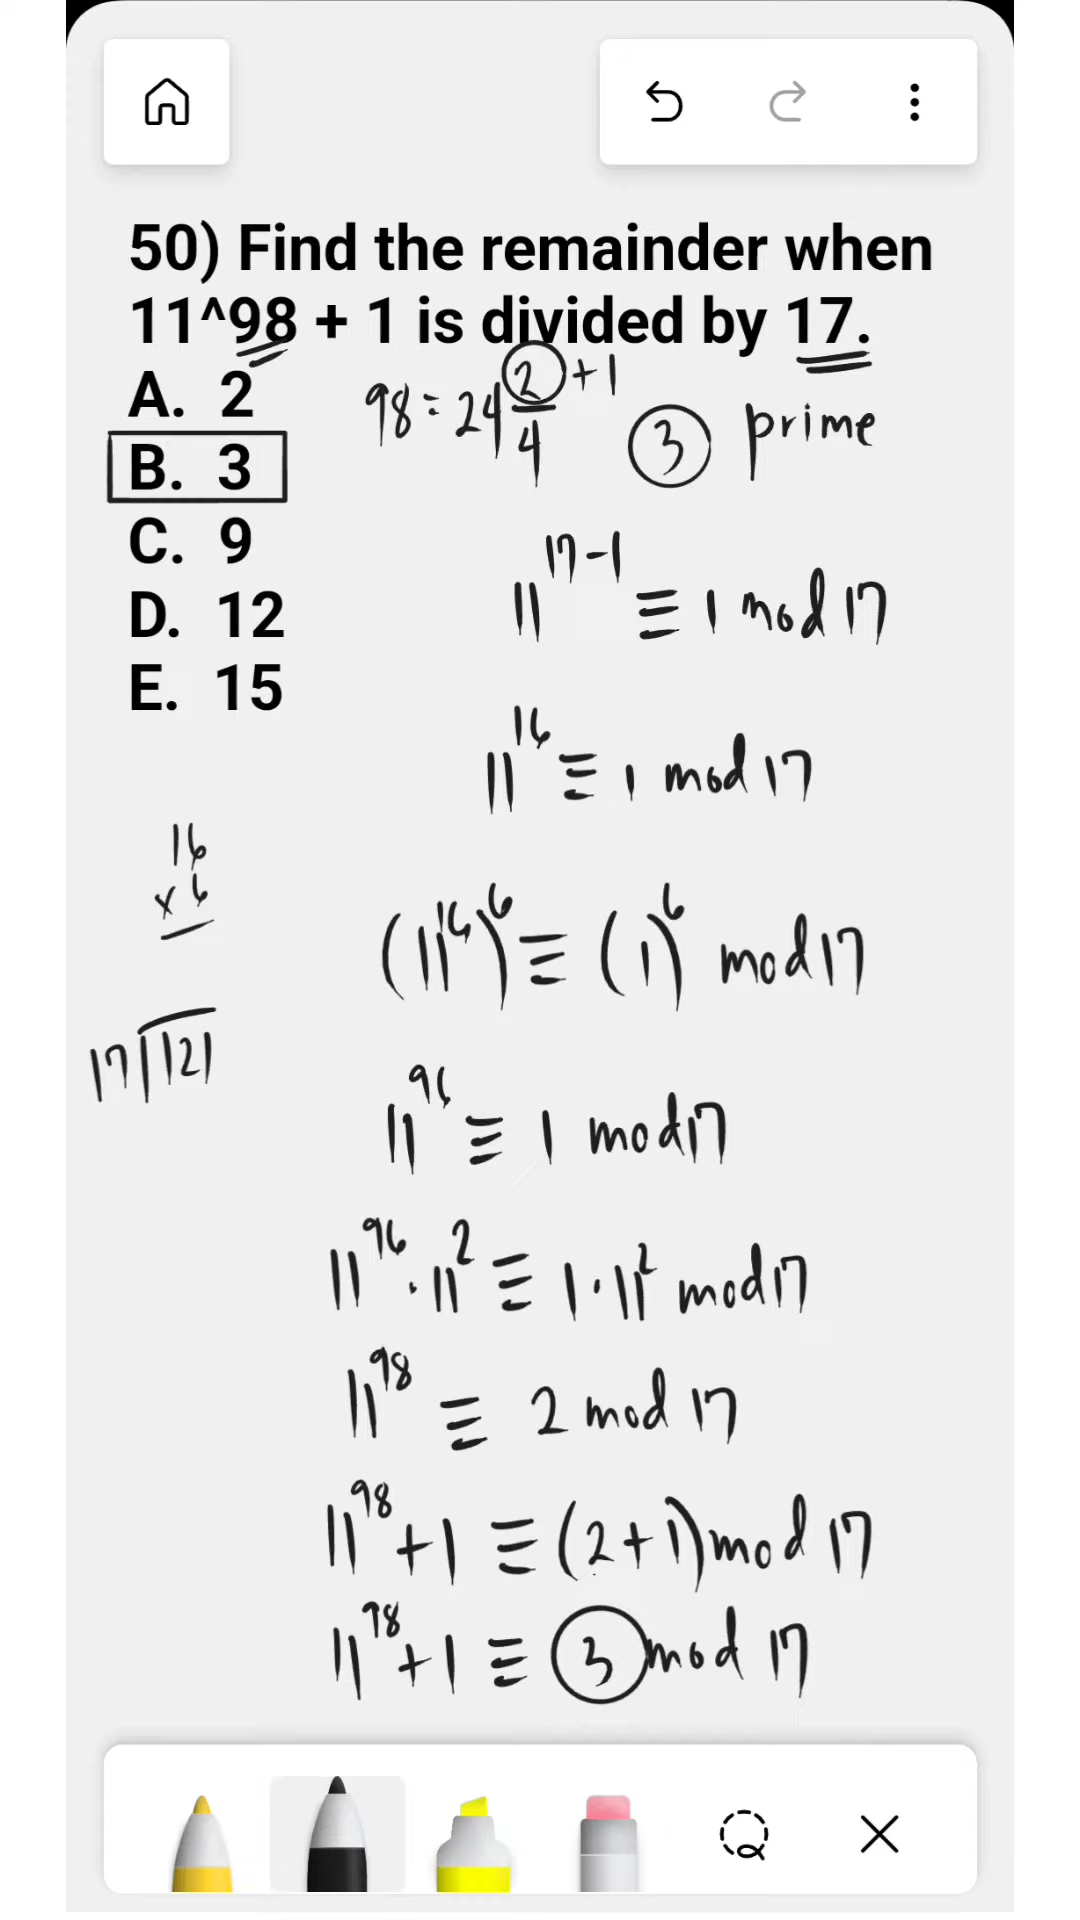 50) Find the remainder when
11^98 + 1 is divided by 17.
A. 2
B. 3
C. 9
D. 12
E. 15
98 = 24 2/4 + 1
3 prime
11^17-1 ≡ 1 mod 17
11^16 ≡ 1 mod 17
16
x 6
(11^16)^6 ≡ (1)^6 mod 17
17 121
11^96 ≡ 1 mod 17
11^96 · 11^2 ≡ 1 · 11^2 mod 17
11^98 ≡ 2 mod 17
11^98 + 1 ≡ (2+1) mod 17
11^98 + 1 ≡ 3 mod 17